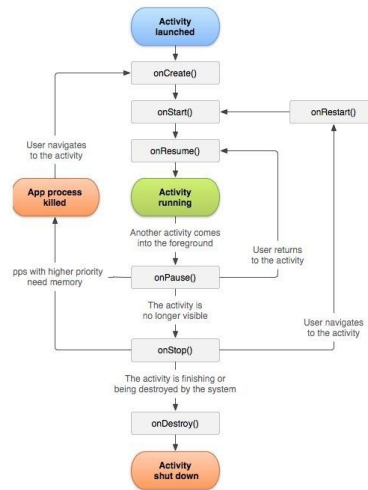 Activity
launched
onCreate()
onStart()
onRestart()
User navigates
to the activity
onResume()
App process
killed
Activity
running
Another activity comes
into the foreground
User returns
to the activity
pps with higher priority
need memory
onPause()
The activity is
no longer visible
User navigates
to the activity
onStop()
The activity is finishing or
being destroyed by the system
onDestroy()
Activity
shut down